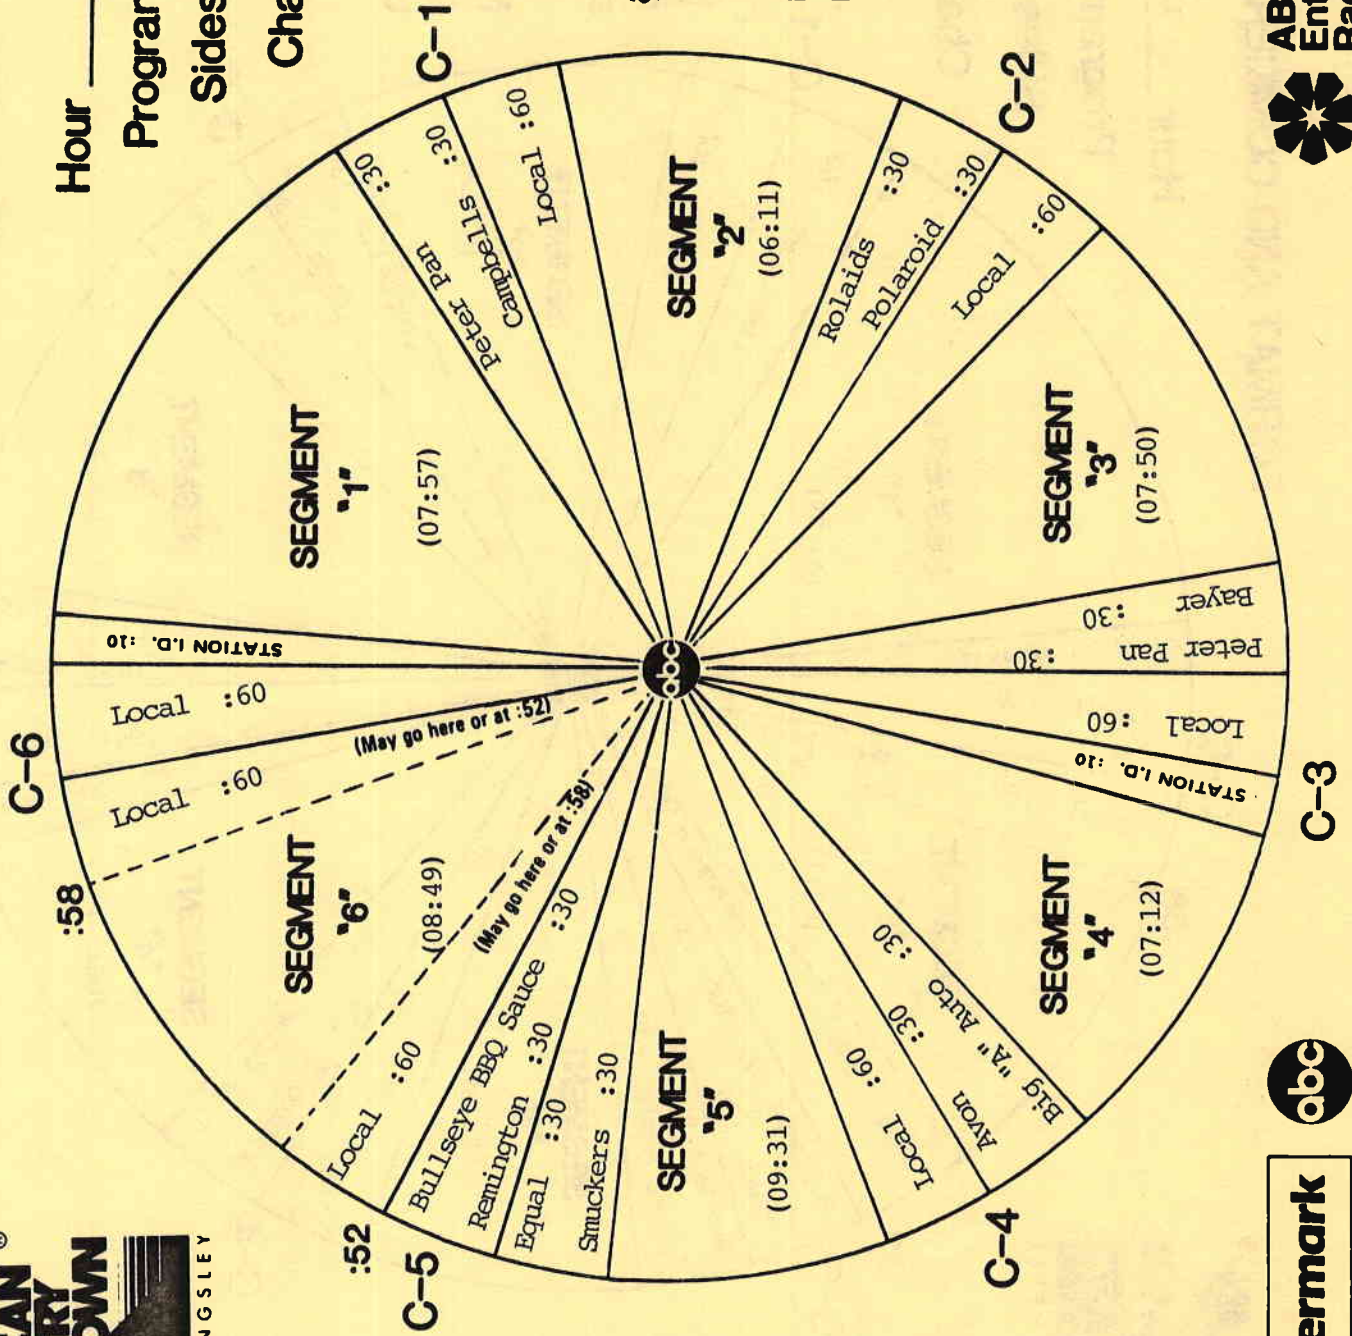 Hour
C-1
C-2
C-3
C-4
C-5
C-6
:52
:58
SEGMENT
"1"
(07:57)
Peter Pan :30
Campbells :30
Local :60
SEGMENT
"2"
(06:11)
Rolaids :30
Polaroid :30
Local :60
SEGMENT
"3"
(07:50)
Bayer :30
Peter Pan :30
Local :60
STATION I.D. :10
SEGMENT
"4"
(07:12)
Big "A" Auto :30
Avon :30
Local :60
SEGMENT
"5"
(09:31)
Smuckers :30
Equal :30
Remington :30
Bullseye BBQ Sauce :30
Local :60
(May go here or at :58)
SEGMENT
"6"
(08:49)
Local :60
(May go here or at :52)
Local :60
STATION I.D. :10
abc
abc